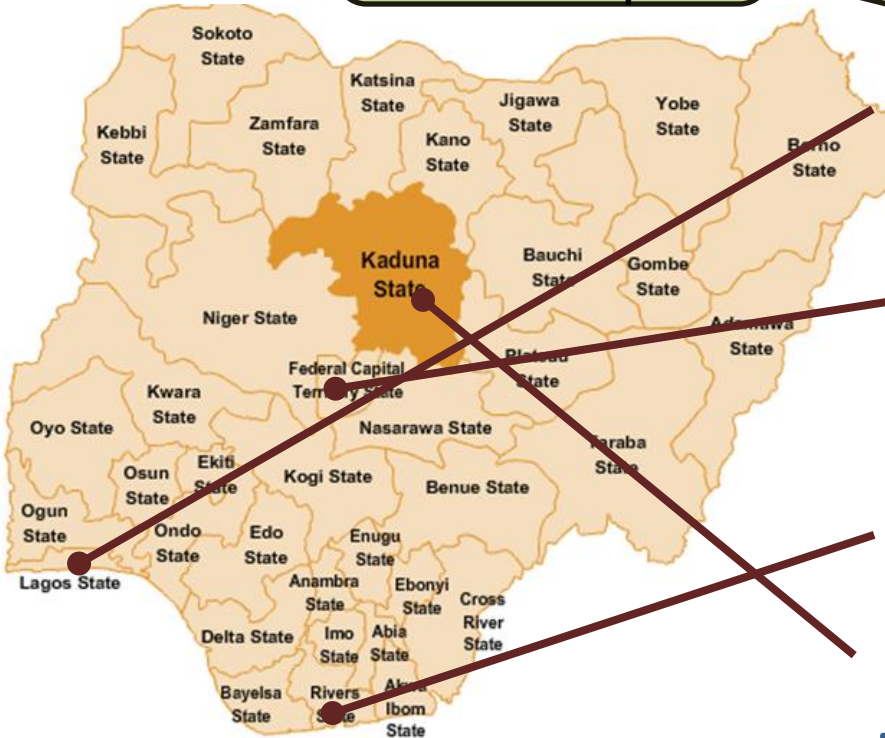 Sokoto
State
Katsina
State
Jigawa
State
Yobe
State
Kebbi
State
Zamfara
State
Kano
State
Borno
State
Kaduna
State
Bauchi
State
Gombe
State
Niger State
Adamawa
State
Federal Capital
Territory State
Plateau
State
Kwara
State
Oyo State
Nasarawa State
Taraba
State
Osun
State
Ekiti
State
Kogi State
Benue State
Ogun
State
Ondo
State
Edo
State
Enugu
State
Lagos State
Anambra
State
Ebonyi
State
Cross
River
State
Delta State
Imo
State
Abia
State
Bayelsa
State
Rivers
State
Akwa
Ibom
State